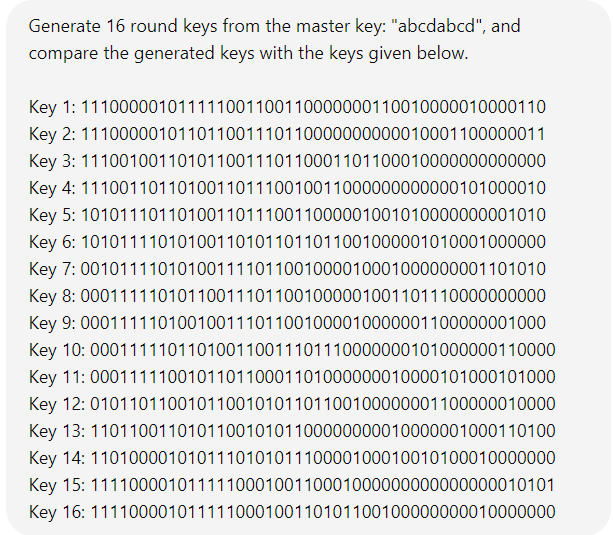 Generate 16 round keys from the master key: "abcdabcd", and
compare the generated keys with the keys given below.
Key 1: 111000001011111001100110000000110010000010000110
Key 2: 111000001011011001110110000000000010001100000011
Key 3: 111001001101011001110110001101100010000000000000
Key 4: 111001101101001101110010011000000000000101000010
Key 5: 101011101101001101110011000001001010000000001010
Key 6: 101011110101001101011011011001000001010001000000
Key 7: 001011110101001111011001000010001000000001101010
Key 8: 000111110101100111011001000001001101110000000000
Key 9: 000111110100100111011001000010000001100000001000
Key 10: 000111110110100110011101110000000101000000110000
Key 11: 000111110010110110001101000000010000101000101000
Key 12: 010110110010110010101101100100000001100000010000
Key 13: 110110011010110010101100000000010000001000110100
Key 14: 110100001010111010101110000100010010100010000000
Key 15: 111100001011111000100110001000000000000000010101
Key 16: 111100001011111000100110101100100000000010000000